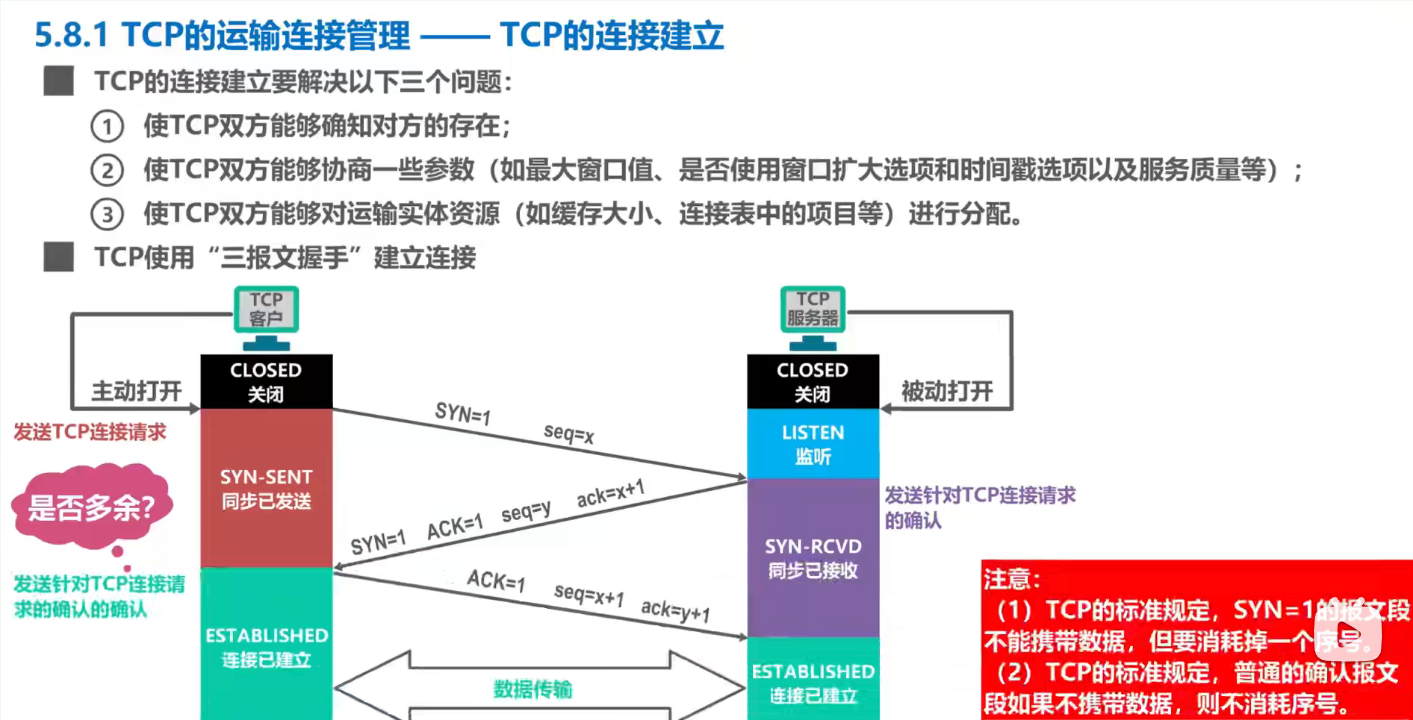 5.8.1 TCP的运输连接管理 —— TCP的连接建立
TCP的连接建立要解决以下三个问题：
① 使TCP双方能够确知对方的存在；
② 使TCP双方能够协商一些参数（如最大窗口值、是否使用窗口扩大选项和时间戳选项以及服务质量等）；
③ 使TCP双方能够对运输实体资源（如缓存大小、连接表中的项目等）进行分配。
TCP使用“三报文握手”建立连接
TCP
客户
TCP
服务器
CLOSED
关闭
CLOSED
关闭
主动打开
被动打开
发送TCP连接请求
SYN=1 seq=x
LISTEN
监听
SYN-SENT
同步已发送
是否多余？
发送针对TCP连接请求
的确认
SYN=1 ACK=1 seq=y ack=x+1
SYN-RCVD
同步已接收
发送针对TCP连接请
求的确认的确认
ACK=1 seq=x+1 ack=y+1
ESTABLISHED
连接已建立
ESTABLISHED
连接已建立
数据传输
注意：
（1）TCP的标准规定，SYN=1的报文段
不能携带数据，但要消耗掉一个序号。
（2）TCP的标准规定，普通的确认报文
段如果不携带数据，则不消耗序号。